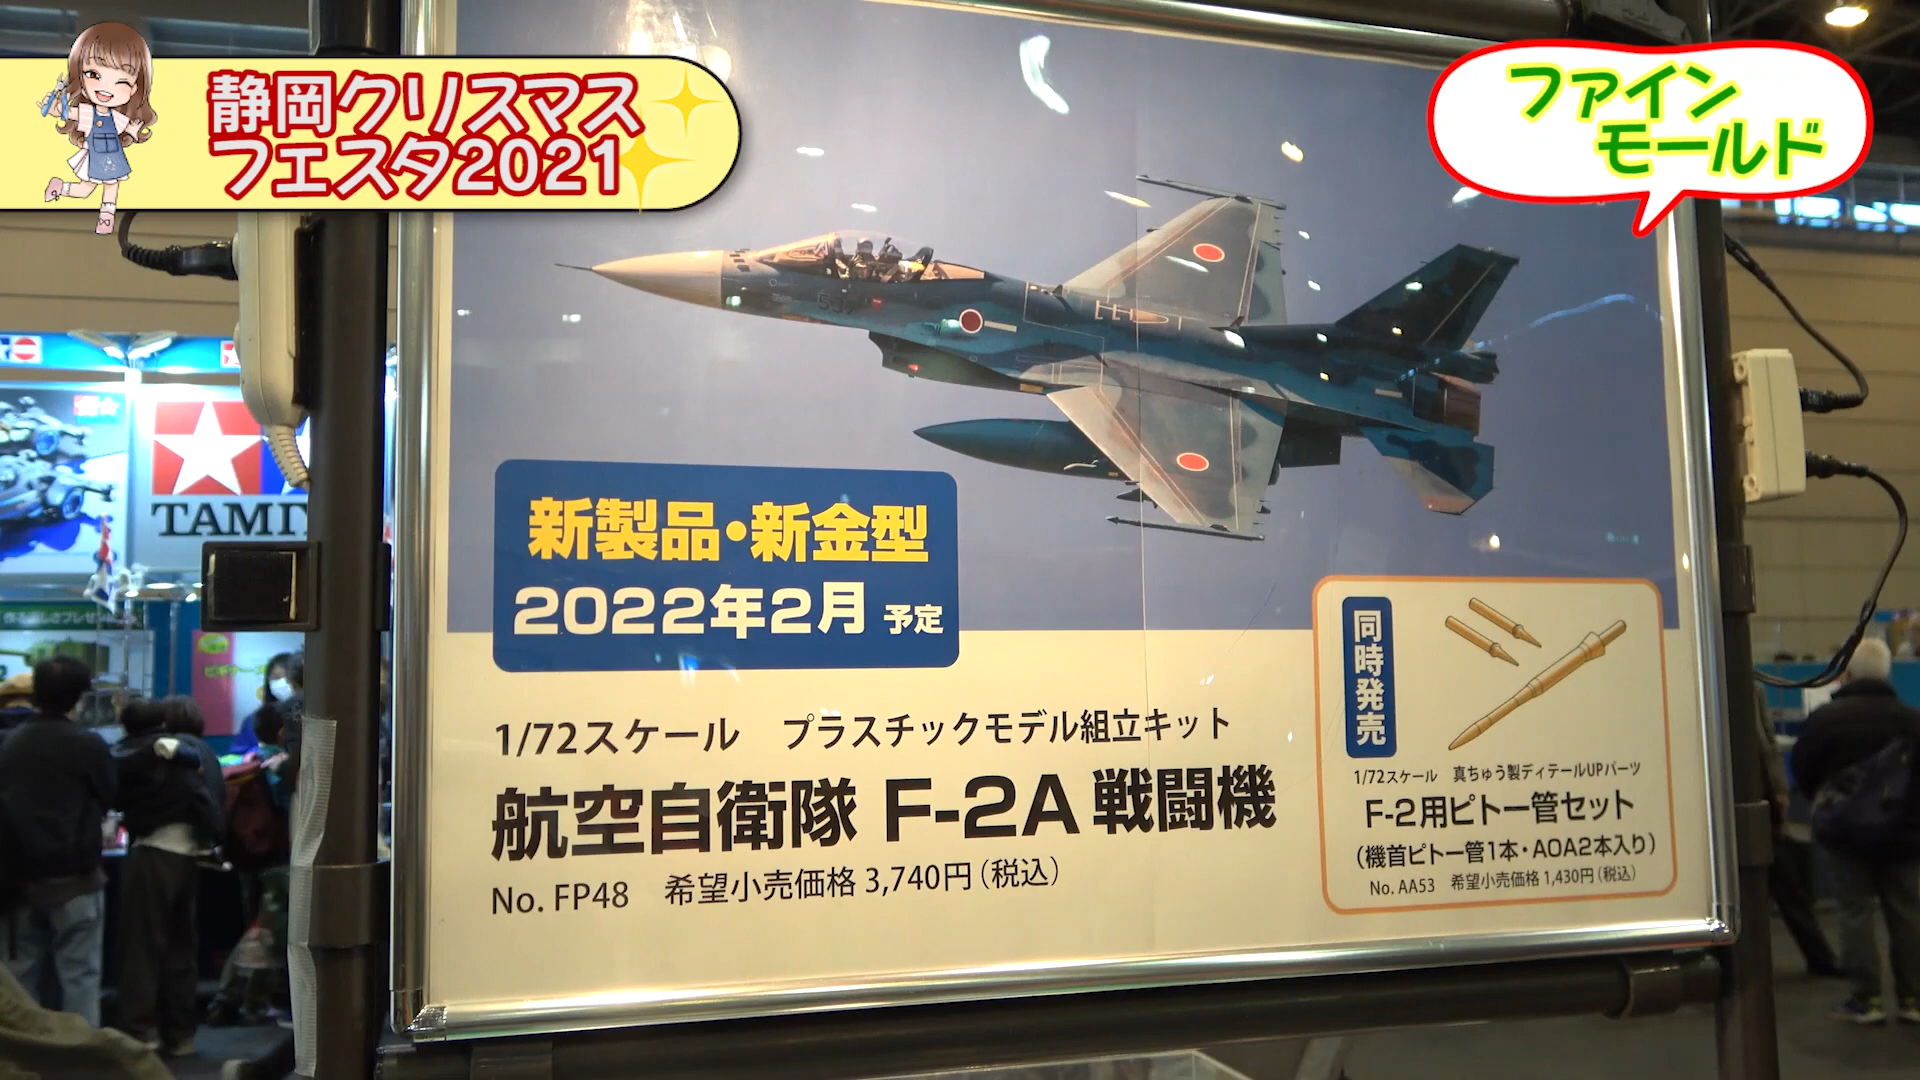 静岡クリスマス
フェスタ2021
ファイン
モールド
TAMI
新製品・新金型
2022年2月 予定
1/72スケール プラスチックモデル組立キット
航空自衛隊 F-2A 戦闘機
No. FP48 希望小売価格 3,740円(税込)
同時発売
1/72スケール 真ちゅう製ディテールUPパーツ
F-2用ピトー管セット
(機首ピトー管1本・AOA2本入り)
No. AA53 希望小売価格 1,430円(税込)